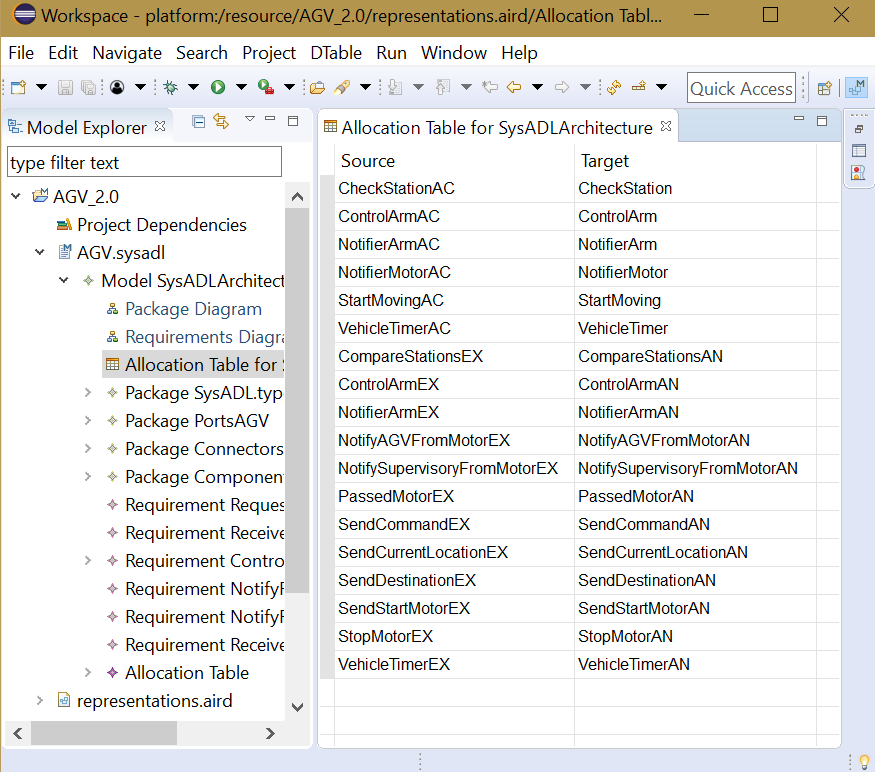 Workspace - platform:/resource/AGV_2.0/representations.aird/Allocation Tabl...
File Edit Navigate Search Project DTable Run Window Help
Quick Access
Model Explorer
type filter text
AGV_2.0
Project Dependencies
AGV.sysadl
Model SysADLArchitect
Package Diagram
Requirements Diagra
Allocation Table for S
Package SysADL.typ
Package PortsAGV
Package Connectors
Package Componen
Requirement Reques
Requirement Receive
Requirement Contro
Requirement NotifyF
Requirement NotifyF
Requirement Receive
Allocation Table
representations.aird
Allocation Table for SysADLArchitecture
Source Target
CheckStationAC CheckStation
ControlArmAC ControlArm
NotifierArmAC NotifierArm
NotifierMotorAC NotifierMotor
StartMovingAC StartMoving
VehicleTimerAC VehicleTimer
CompareStationsEX CompareStationsAN
ControlArmEX ControlArmAN
NotifierArmEX NotifierArmAN
NotifyAGVFromMotorEX NotifyAGVFromMotorAN
NotifySupervisoryFromMotorEX NotifySupervisoryFromMotorAN
PassedMotorEX PassedMotorAN
SendCommandEX SendCommandAN
SendCurrentLocationEX SendCurrentLocationAN
SendDestinationEX SendDestinationAN
SendStartMotorEX SendStartMotorAN
StopMotorEX StopMotorAN
VehicleTimerEX VehicleTimerAN